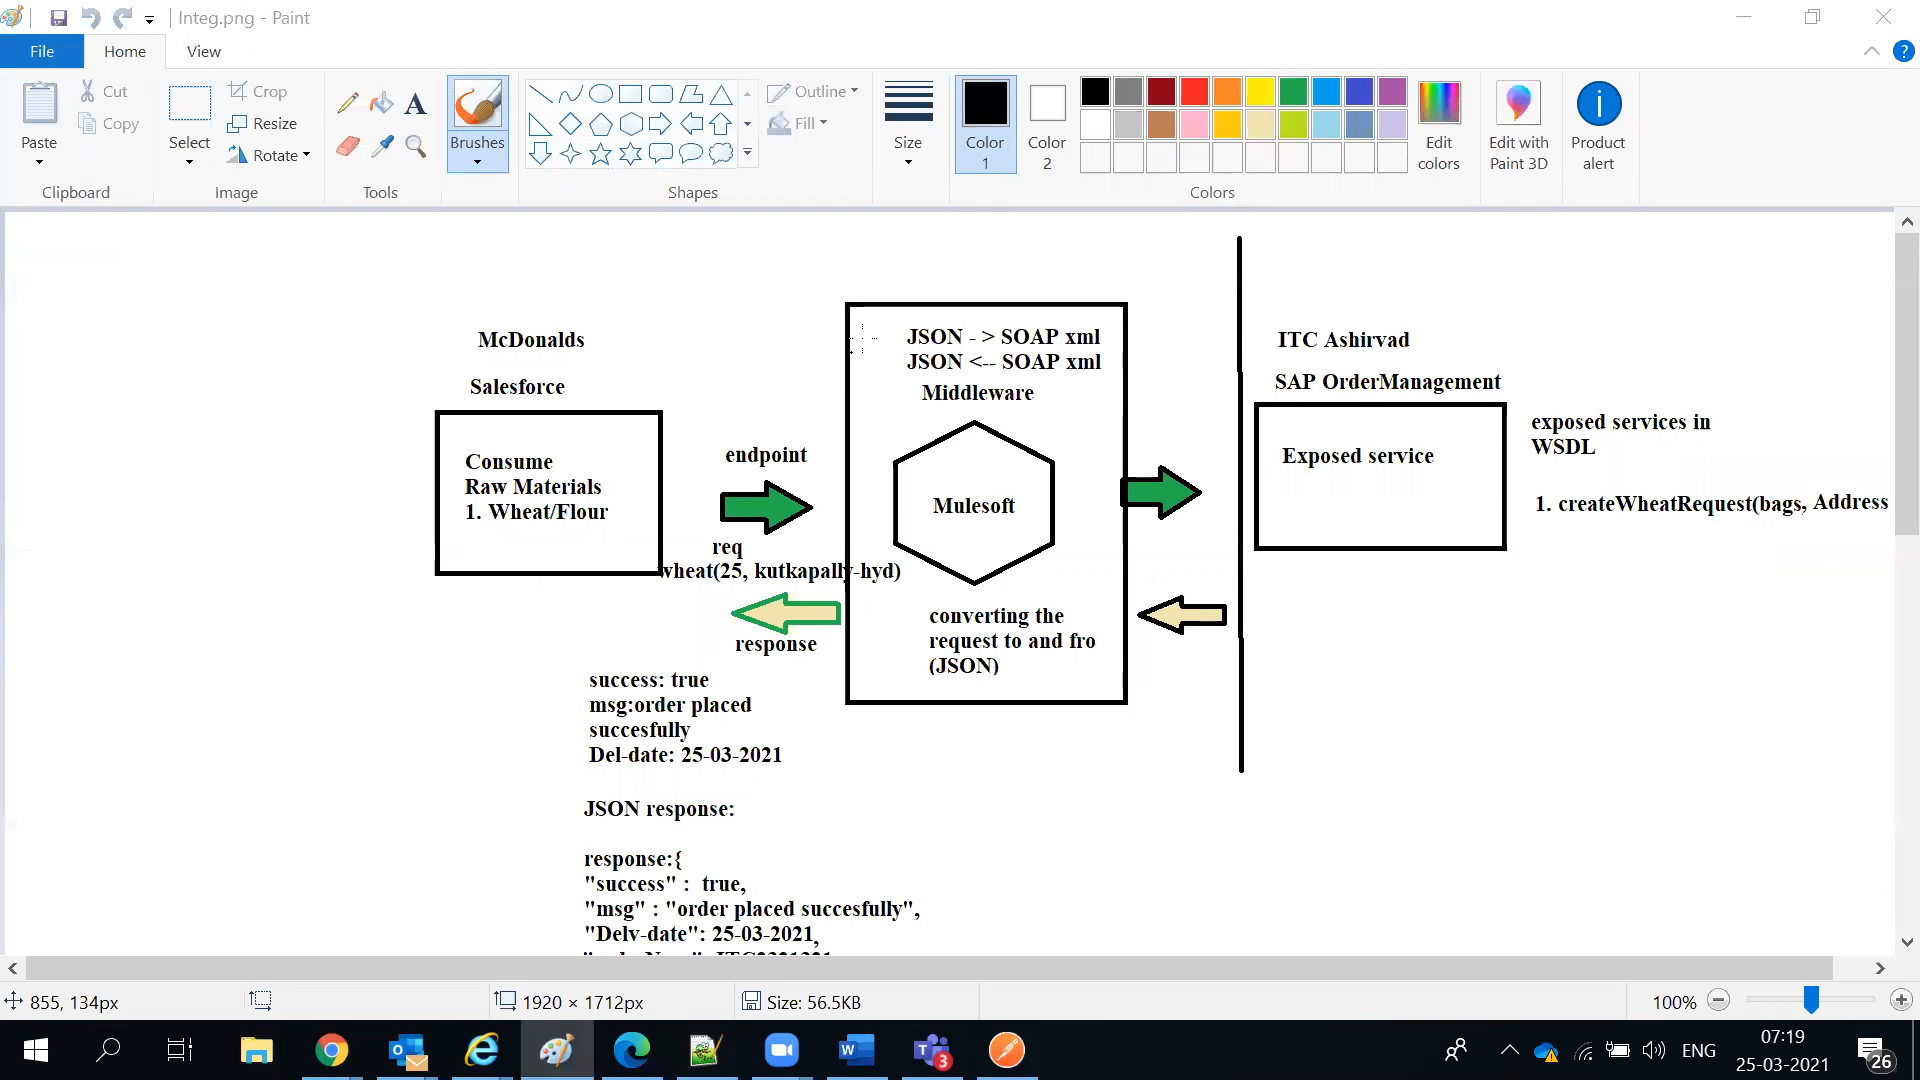 Integ.png - Paint
File
Home
View
Paste
Cut
Copy
Clipboard
Select
Crop
Resize
Rotate
Image
A
Tools
Brushes
Outline
Fill
Shapes
Size
Color 1
Color 2
Edit colors
Colors
Edit with Paint 3D
Product alert
McDonalds
Salesforce
Consume
Raw Materials
1. Wheat/Flour
endpoint
req
wheat(25, kutkapally-hyd)
response
success: true
msg:order placed
succesfully
Del-date: 25-03-2021
JSON response:
response:{
"success" : true,
"msg" : "order placed succesfully",
"Delv-date": 25-03-2021,
JSON - > SOAP xml
JSON <-- SOAP xml
Middleware
Mulesoft
converting the
request to and fro
(JSON)
ITC Ashirvad
SAP OrderManagement
Exposed service
exposed services in
WSDL
1. createWheatRequest(bags, Address
855, 134px
1920 × 1712px
Size: 56.5KB
100%
3
ENG
07:19
25-03-2021
26